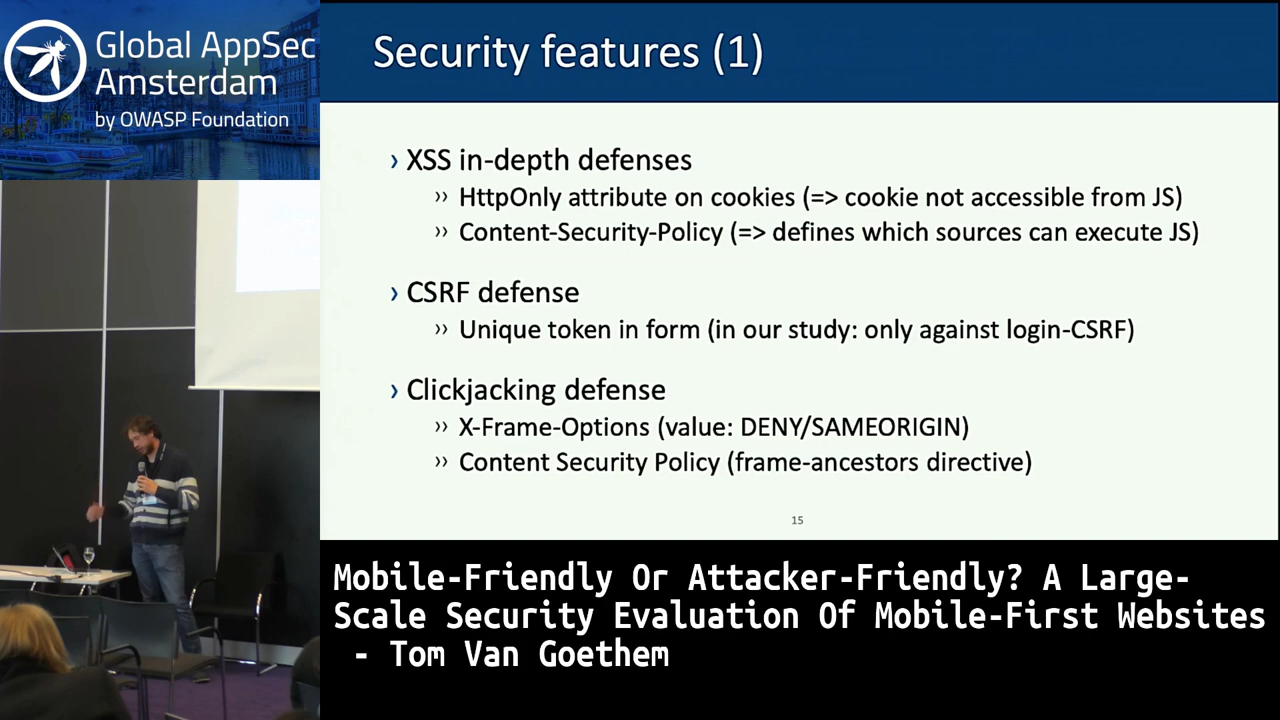 Global AppSec
Amsterdam
by OWASP Foundation
Security features (1)
› XSS in-depth defenses
›› HttpOnly attribute on cookies (=> cookie not accessible from JS)
›› Content-Security-Policy (=> defines which sources can execute JS)
› CSRF defense
›› Unique token in form (in our study: only against login-CSRF)
› Clickjacking defense
›› X-Frame-Options (value: DENY/SAMEORIGIN)
›› Content Security Policy (frame-ancestors directive)
15
Mobile-Friendly Or Attacker-Friendly? A Large-
Scale Security Evaluation Of Mobile-First Websites
- Tom Van Goethem